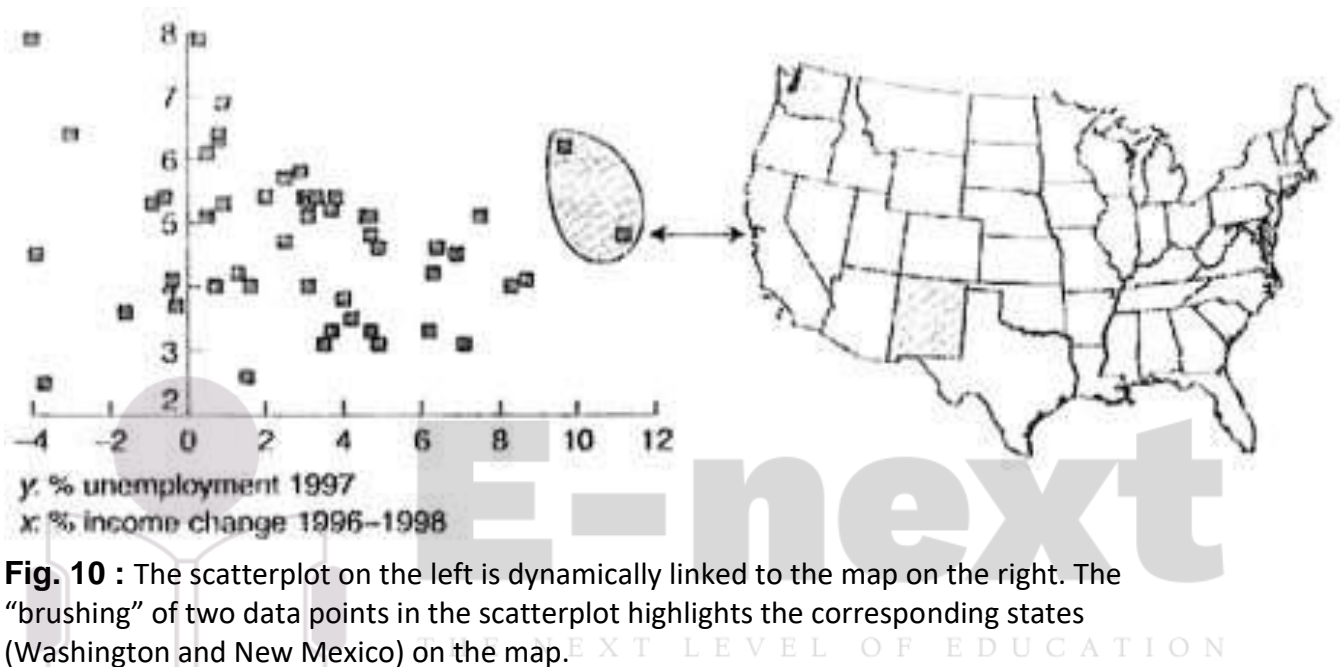 8
7
6
5
4
3
2
-4 -2 0 2 4 6 8 10 12
y: % unemployment 1997
x: % income change 1996–1998
E-next
Fig. 10 : The scatterplot on the left is dynamically linked to the map on the right. The
“brushing” of two data points in the scatterplot highlights the corresponding states
(Washington and New Mexico) on the map.
THE NEXT LEVEL OF EDUCATION